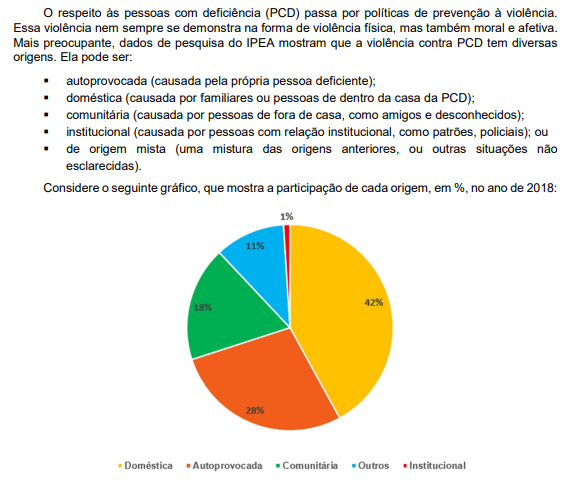 O respeito às pessoas com deficiência (PCD) passa por políticas de prevenção à violência.
Essa violência nem sempre se demonstra na forma de violência física, mas também moral e afetiva.
Mais preocupante, dados de pesquisa do IPEA mostram que a violência contra PCD tem diversas
origens. Ela pode ser:
▪ autoprovocada (causada pela própria pessoa deficiente);
▪ doméstica (causada por familiares ou pessoas de dentro da casa da PCD);
▪ comunitária (causada por pessoas de fora de casa, como amigos e desconhecidos);
▪ institucional (causada por pessoas com relação institucional, como patrões, policiais); ou
▪ de origem mista (uma mistura das origens anteriores, ou outras situações não
esclarecidas).
Considere o seguinte gráfico, que mostra a participação de cada origem, em %, no ano de 2018:
1%
11%
42%
18%
28%
Doméstica Autoprovocada Comunitária Outros Institucional